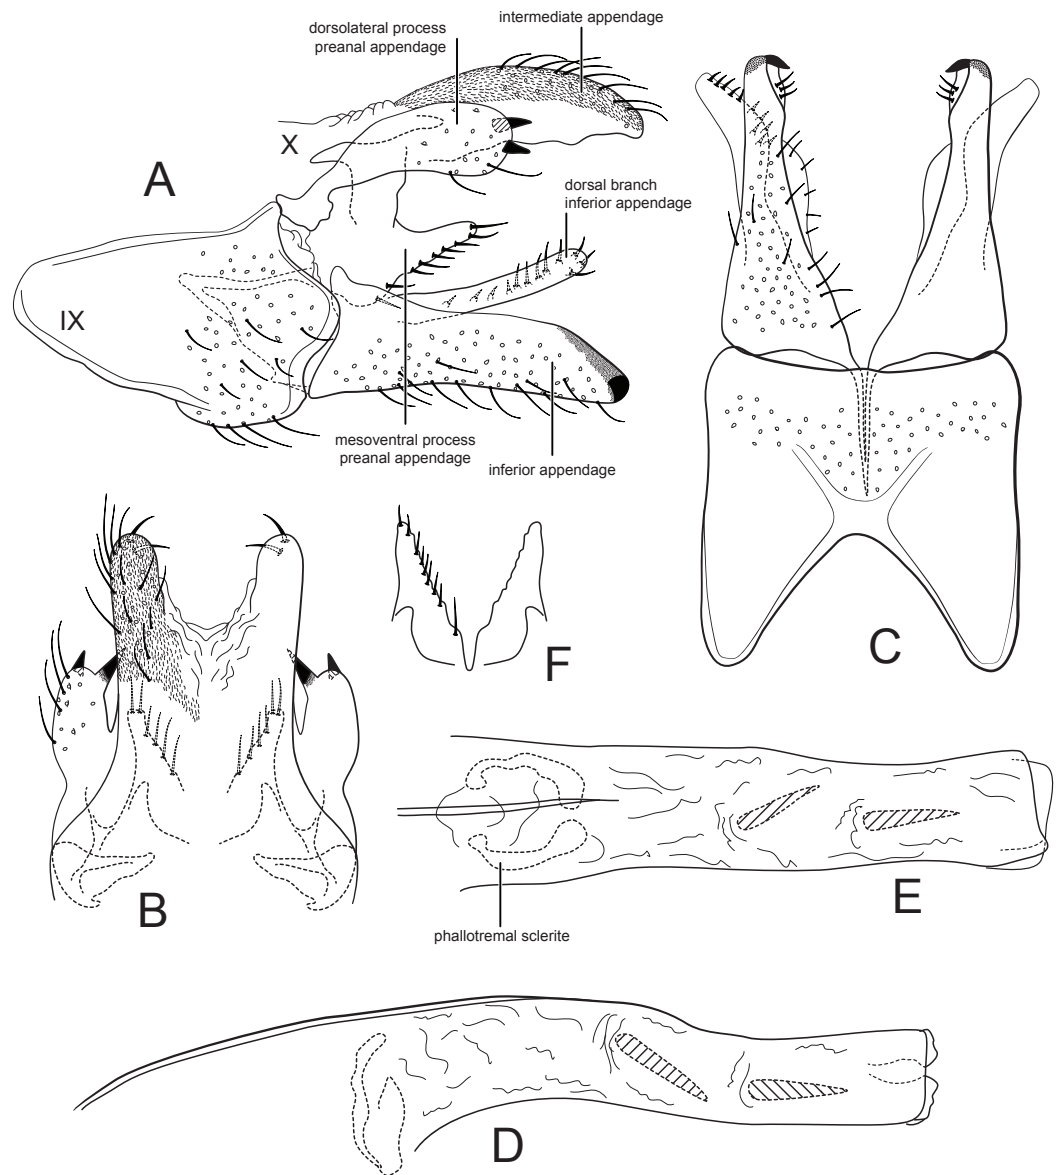 intermediate appendage
dorsolateral process
preanal appendage
X
A
dorsal branch
inferior appendage
IX
mesoventral process
preanal appendage
inferior appendage
C
F
B
E
phallotremal sclerite
D